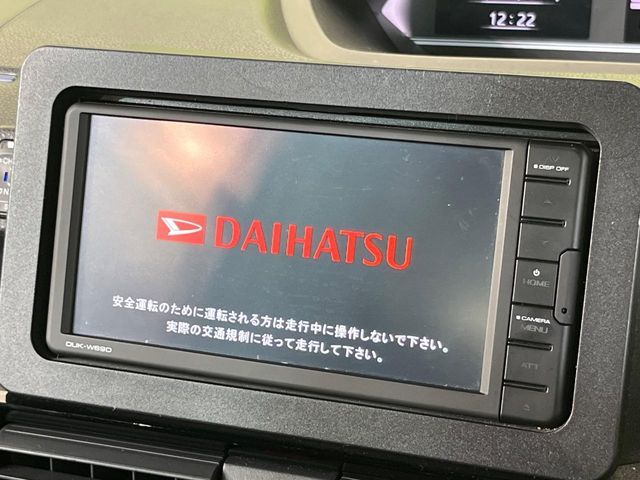 12:22
DISP OFF
DAIHATSU
HOME
安全運転のために運転される方は走行中に操作しないで下さい。
実際の交通規制に従って走行して下さい。
CAMERA
MENU
DUK-W69D
ATT